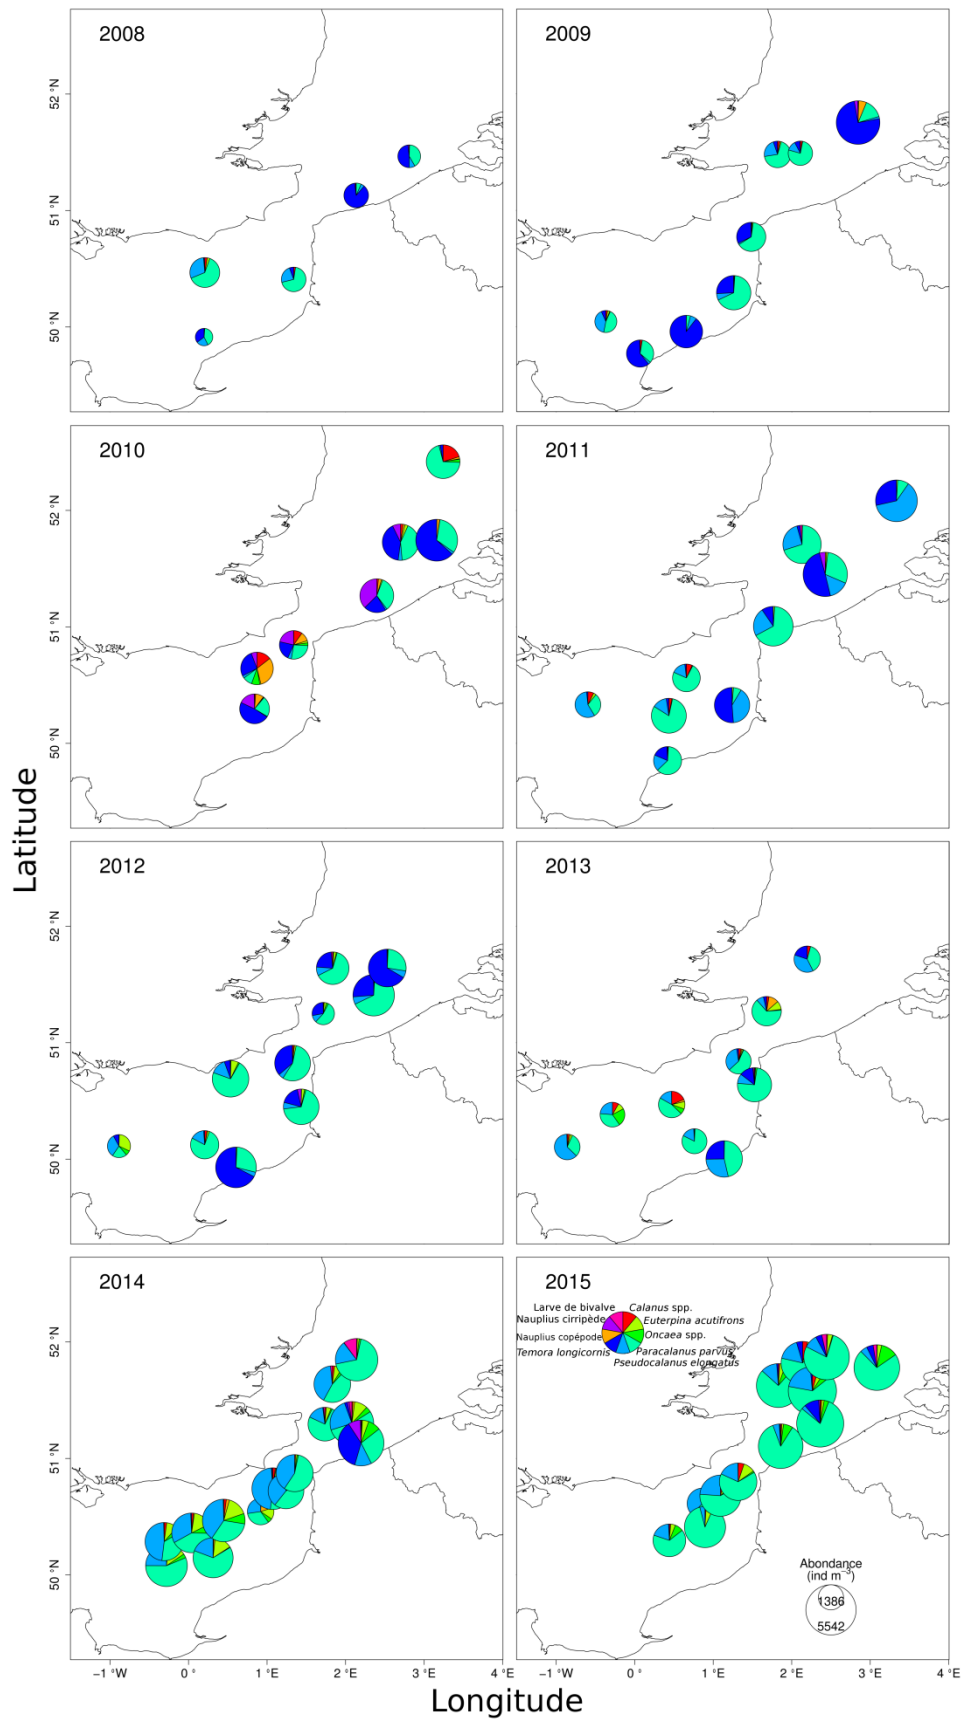 2008
2009
52 °N
51 °N
50 °N
2010
2011
52 °N
51 °N
50 °N
Latitude
2012
2013
52 °N
51 °N
50 °N
2014
2015
Larve de bivalve
Calanus spp.
Nauplius cirripède
Euterpina acutifrons
Nauplius copépode
Oncaea spp.
Temora longicornis
Paracalanus parvus
Pseudocalanus elongatus
52 °N
51 °N
50 °N
Abondance
(ind m⁻³)
1386
5542
−1 °W 0 ° 1 °E 2 °E 3 °E 4 °E
−1 °W 0 ° 1 °E 2 °E 3 °E 4 °E
Longitude